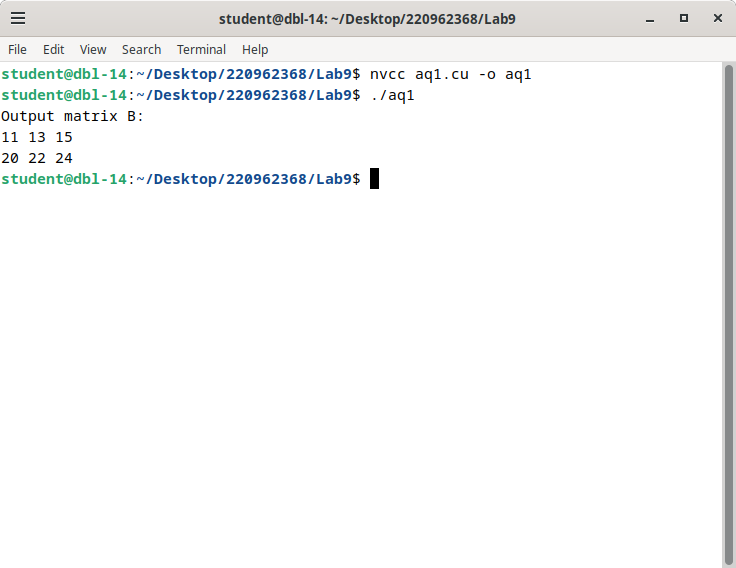 student@dbl-14: ~/Desktop/220962368/Lab9
File Edit View Search Terminal Help
student@dbl-14:~/Desktop/220962368/Lab9$ nvcc aq1.cu -o aq1
student@dbl-14:~/Desktop/220962368/Lab9$ ./aq1
Output matrix B:
11 13 15
20 22 24
student@dbl-14:~/Desktop/220962368/Lab9$